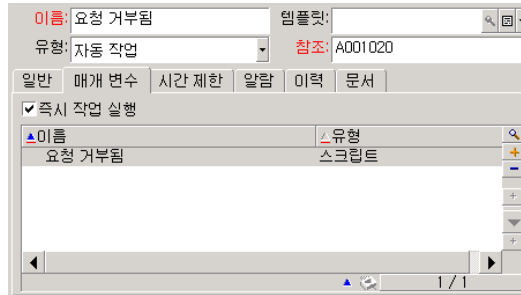 이름: 요청 거부됨 템플릿:
유형: 자동 작업 참조: A001020
일반 매개 변수 시간 제한 알람 이력 문서
즉시 작업 실행
이름 유형
요청 거부됨 스크립트
1 / 1